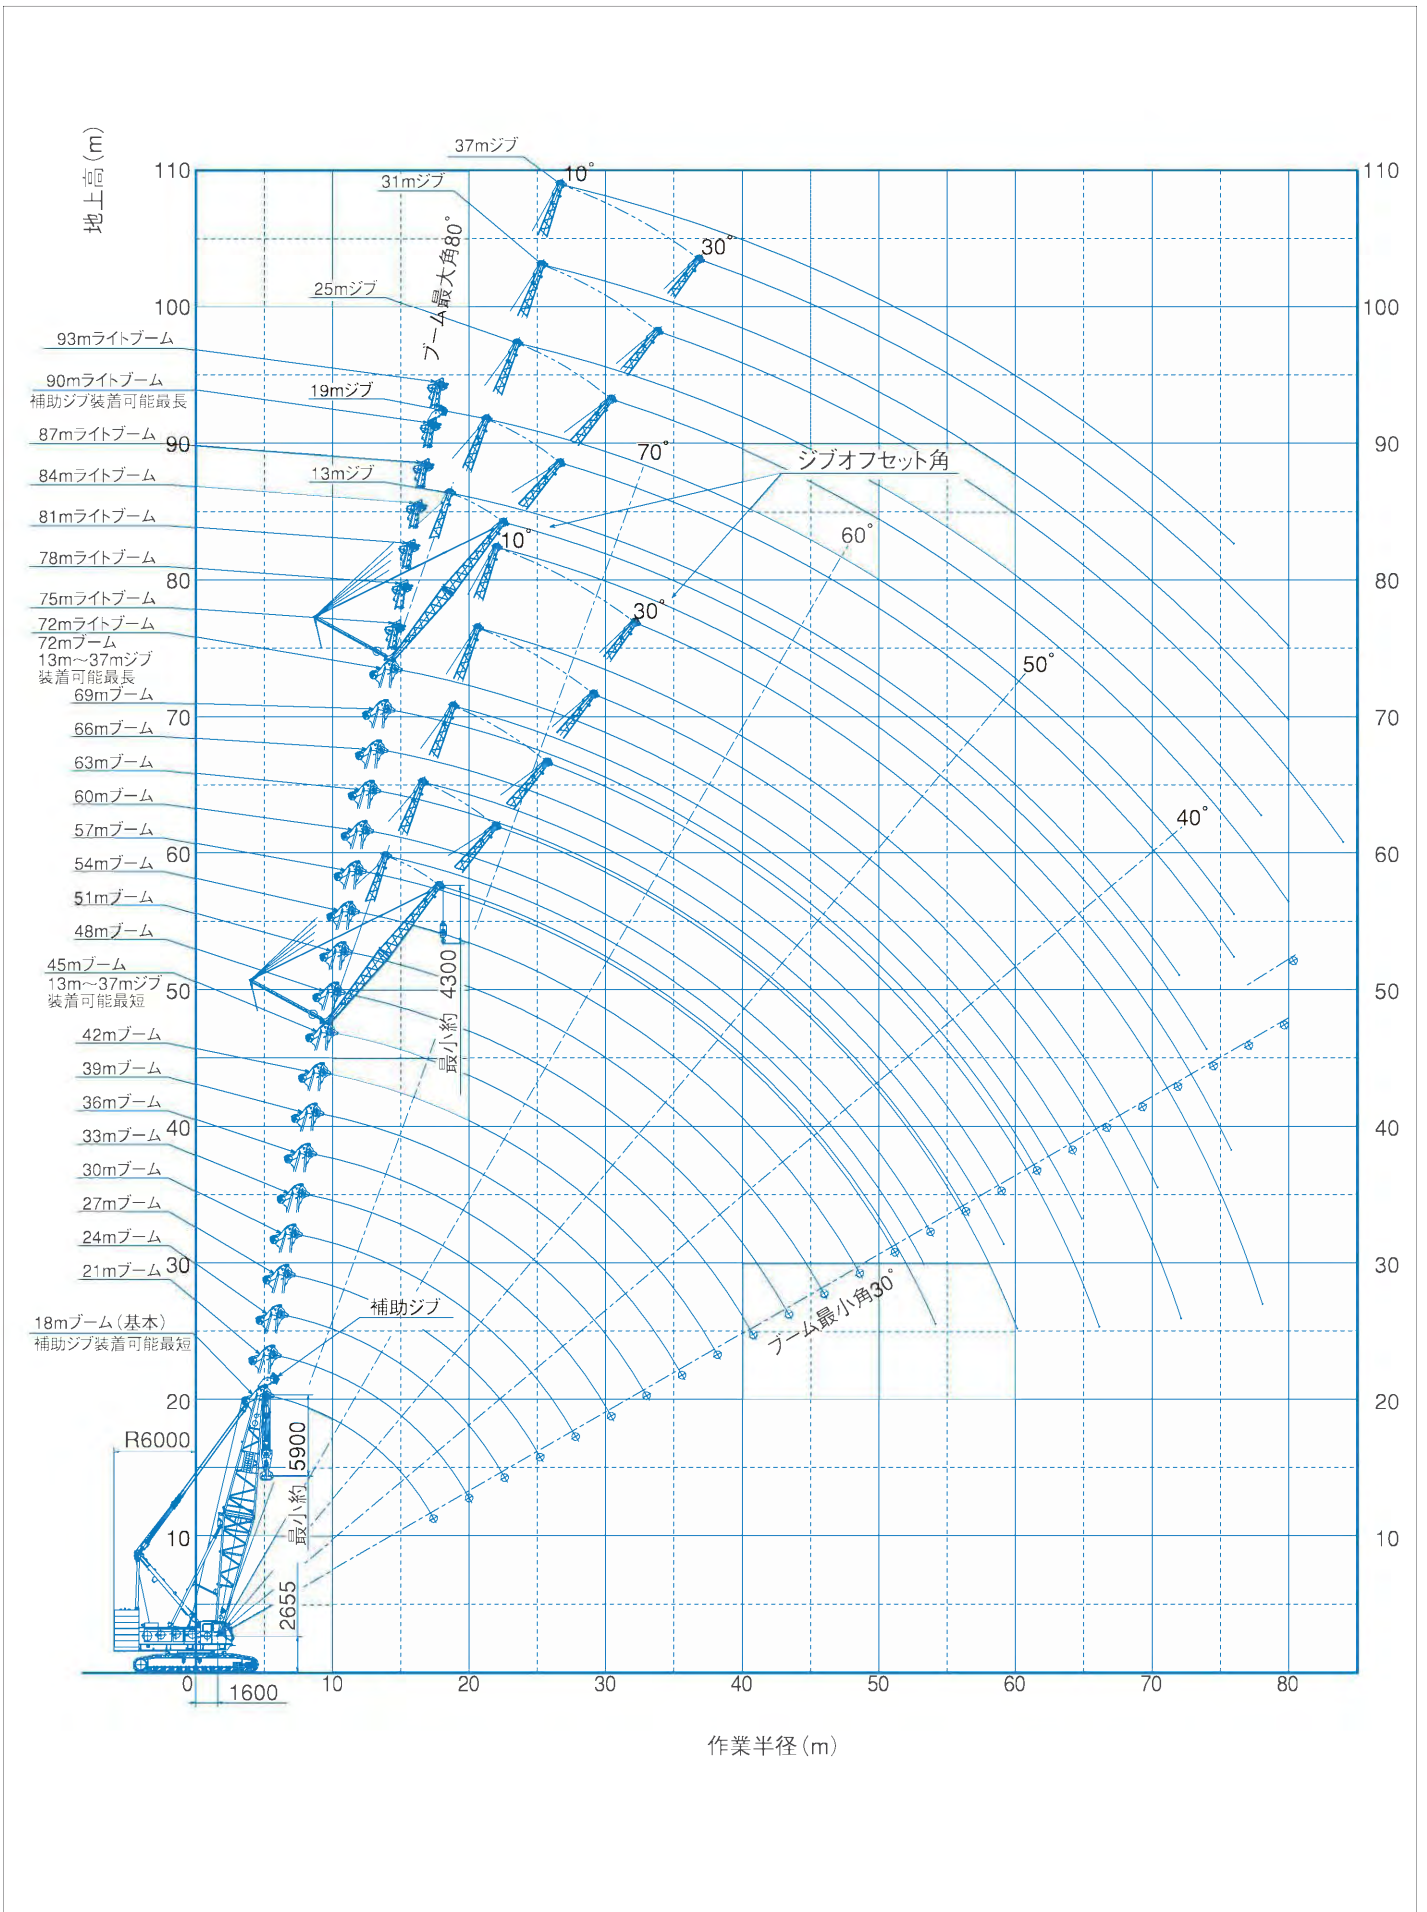 地上高(m)
37mジブ
10°
110
110
31mジブ
30°
ブーム最大角80°
25mジブ
100
100
93mライトブーム
90mライトブーム
補助ジブ装着可能最長
19mジブ
87mライトブーム
90
90
70°
ジブオフセット角
84mライトブーム
13mジブ
81mライトブーム
10°
60°
78mライトブーム
80
80
75mライトブーム
30°
72mライトブーム
72mブーム
13m～37mジブ
装着可能最長
50°
69mブーム
70
70
66mブーム
63mブーム
60mブーム
40°
57mブーム
60
60
54mブーム
51mブーム
48mブーム
45mブーム
13m～37mジブ
装着可能最短
50
50
最小約 4300
42mブーム
39mブーム
36mブーム
40
40
33mブーム
30mブーム
27mブーム
24mブーム
30
30
21mブーム
ブーム最小角30°
補助ジブ
18mブーム(基本)
補助ジブ装着可能最短
20
20
R6000
最小約 5900
10
10
2655
0
10
20
30
40
50
60
70
80
1600
作業半径(m)